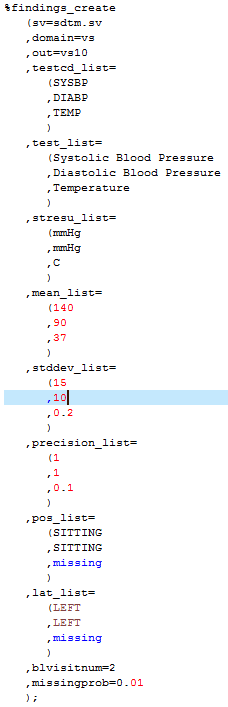 %findings_create
(sv=sdtm.sv
,domain=vs
,out=vs10
,testcd_list=
(SYSBP
,DIABP
,TEMP
)
,test_list=
(Systolic Blood Pressure
,Diastolic Blood Pressure
,Temperature
)
,stresu_list=
(mmHg
,mmHg
,C
)
,mean_list=
(140
,90
,37
)
,stddev_list=
(15
,10
,0.2
)
,precision_list=
(1
,1
,0.1
)
,pos_list=
(SITTING
,SITTING
,missing
)
,lat_list=
(LEFT
,LEFT
,missing
)
,blvisitnum=2
,missingprob=0.01
);